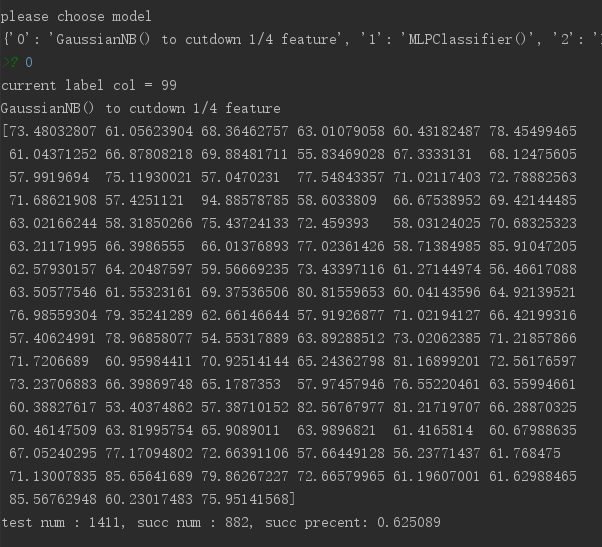 please choose model
{'0': 'GaussianNB() to cutdown 1/4 feature', '1': 'MLPClassifier()', '2': '
>? 0
current label col = 99
GaussianNB() to cutdown 1/4 feature
[73.48032807 61.05623904 68.36462757 63.01079058 60.43182487 78.45499465
61.04371252 66.87808218 69.88481711 55.83469028 67.3333131 68.12475605
57.9919694 75.11930021 57.0470231 77.54843357 71.02117403 72.78882563
71.68621908 57.4251121 94.88578785 58.6033809 66.67538952 69.42144485
63.02166244 58.31850266 75.43724133 72.459393 58.03124025 70.68325323
63.21171995 66.3986555 66.01376893 77.02361426 58.71384985 85.91047205
62.57930157 64.20487597 59.56669235 73.43397116 61.27144974 56.46617088
63.50577546 61.55323161 69.37536506 80.81559653 60.04143596 64.92139521
76.98559304 79.35241289 62.66146644 57.91926877 71.02194127 66.42199316
57.40624991 78.96858077 54.55317889 63.89288512 73.02062385 71.21857866
71.7206689 60.95984411 70.92514144 65.24362798 81.16899201 72.56176597
73.23706883 66.39869748 65.1787353 57.97457946 76.55220461 63.55994661
60.38827617 53.40374862 57.38710152 82.56767977 81.21719707 66.28870325
60.46147509 63.81995754 65.9089011 63.9896821 61.4165814 60.67988635
67.05240295 77.17094802 72.66391106 57.66449128 56.23771437 61.768475
71.13007835 85.65641689 79.86267227 72.66579965 61.19607001 61.62988465
85.56762948 60.23017483 75.95141568]
test num : 1411, succ num : 882, succ precent: 0.625089